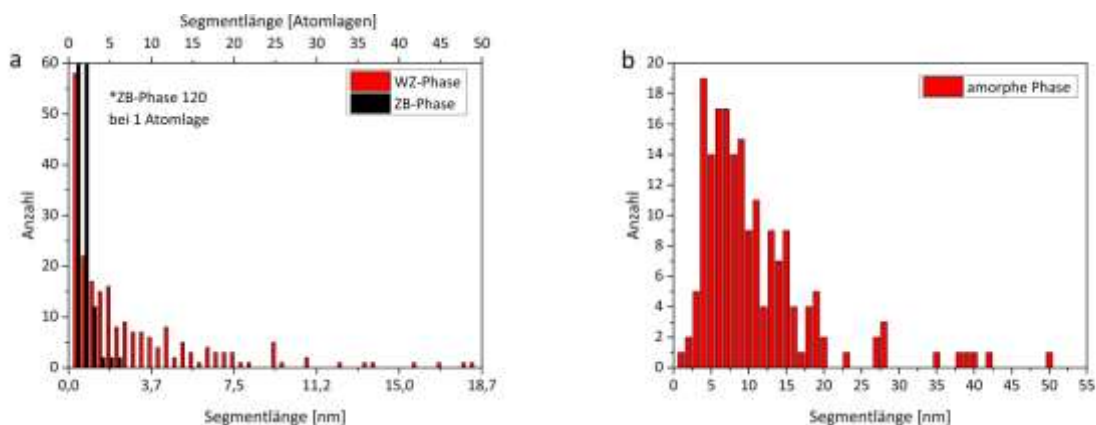 Segmentlänge [Atomlagen]
0 5 10 15 20 25 30 35 40 45 50
a
60
50
40
30
20
10
0
Anzahl
*ZB-Phase 120
bei 1 Atomlage
WZ-Phase
ZB-Phase
0,0 3,7 7,5 11,2 15,0 18,7
Segmentlänge [nm]
b
20
18
16
14
12
10
8
6
4
2
0
Anzahl
amorphe Phase
0 5 10 15 20 25 30 35 40 45 50 55
Segmentlänge [nm]